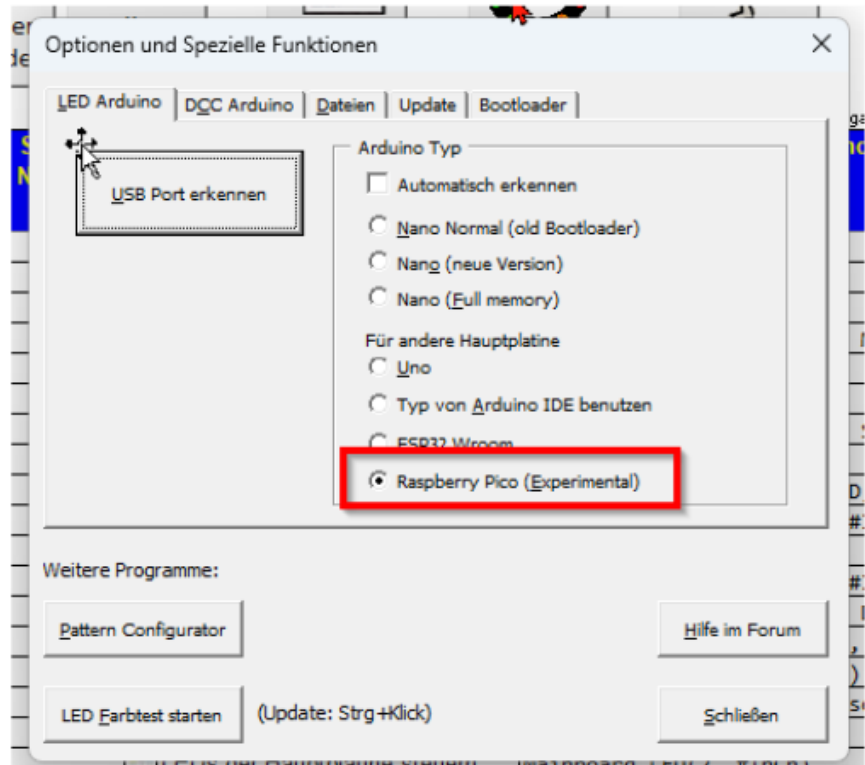 Optionen und Spezielle Funktionen
LED Arduino
DCC Arduino
Dateien
Update
Bootloader
USB Port erkennen
Arduino Typ
Automatisch erkennen
Nano Normal (old Bootloader)
Nano (neue Version)
Nano (Full memory)
Für andere Hauptplatine
Uno
Typ von Arduino IDE benutzen
ESP32 Wroom
Raspberry Pico (Experimental)
Weitere Programme:
Pattern Configurator
Hilfe im Forum
LED Farbtest starten
(Update: Strg+Klick)
Schließen